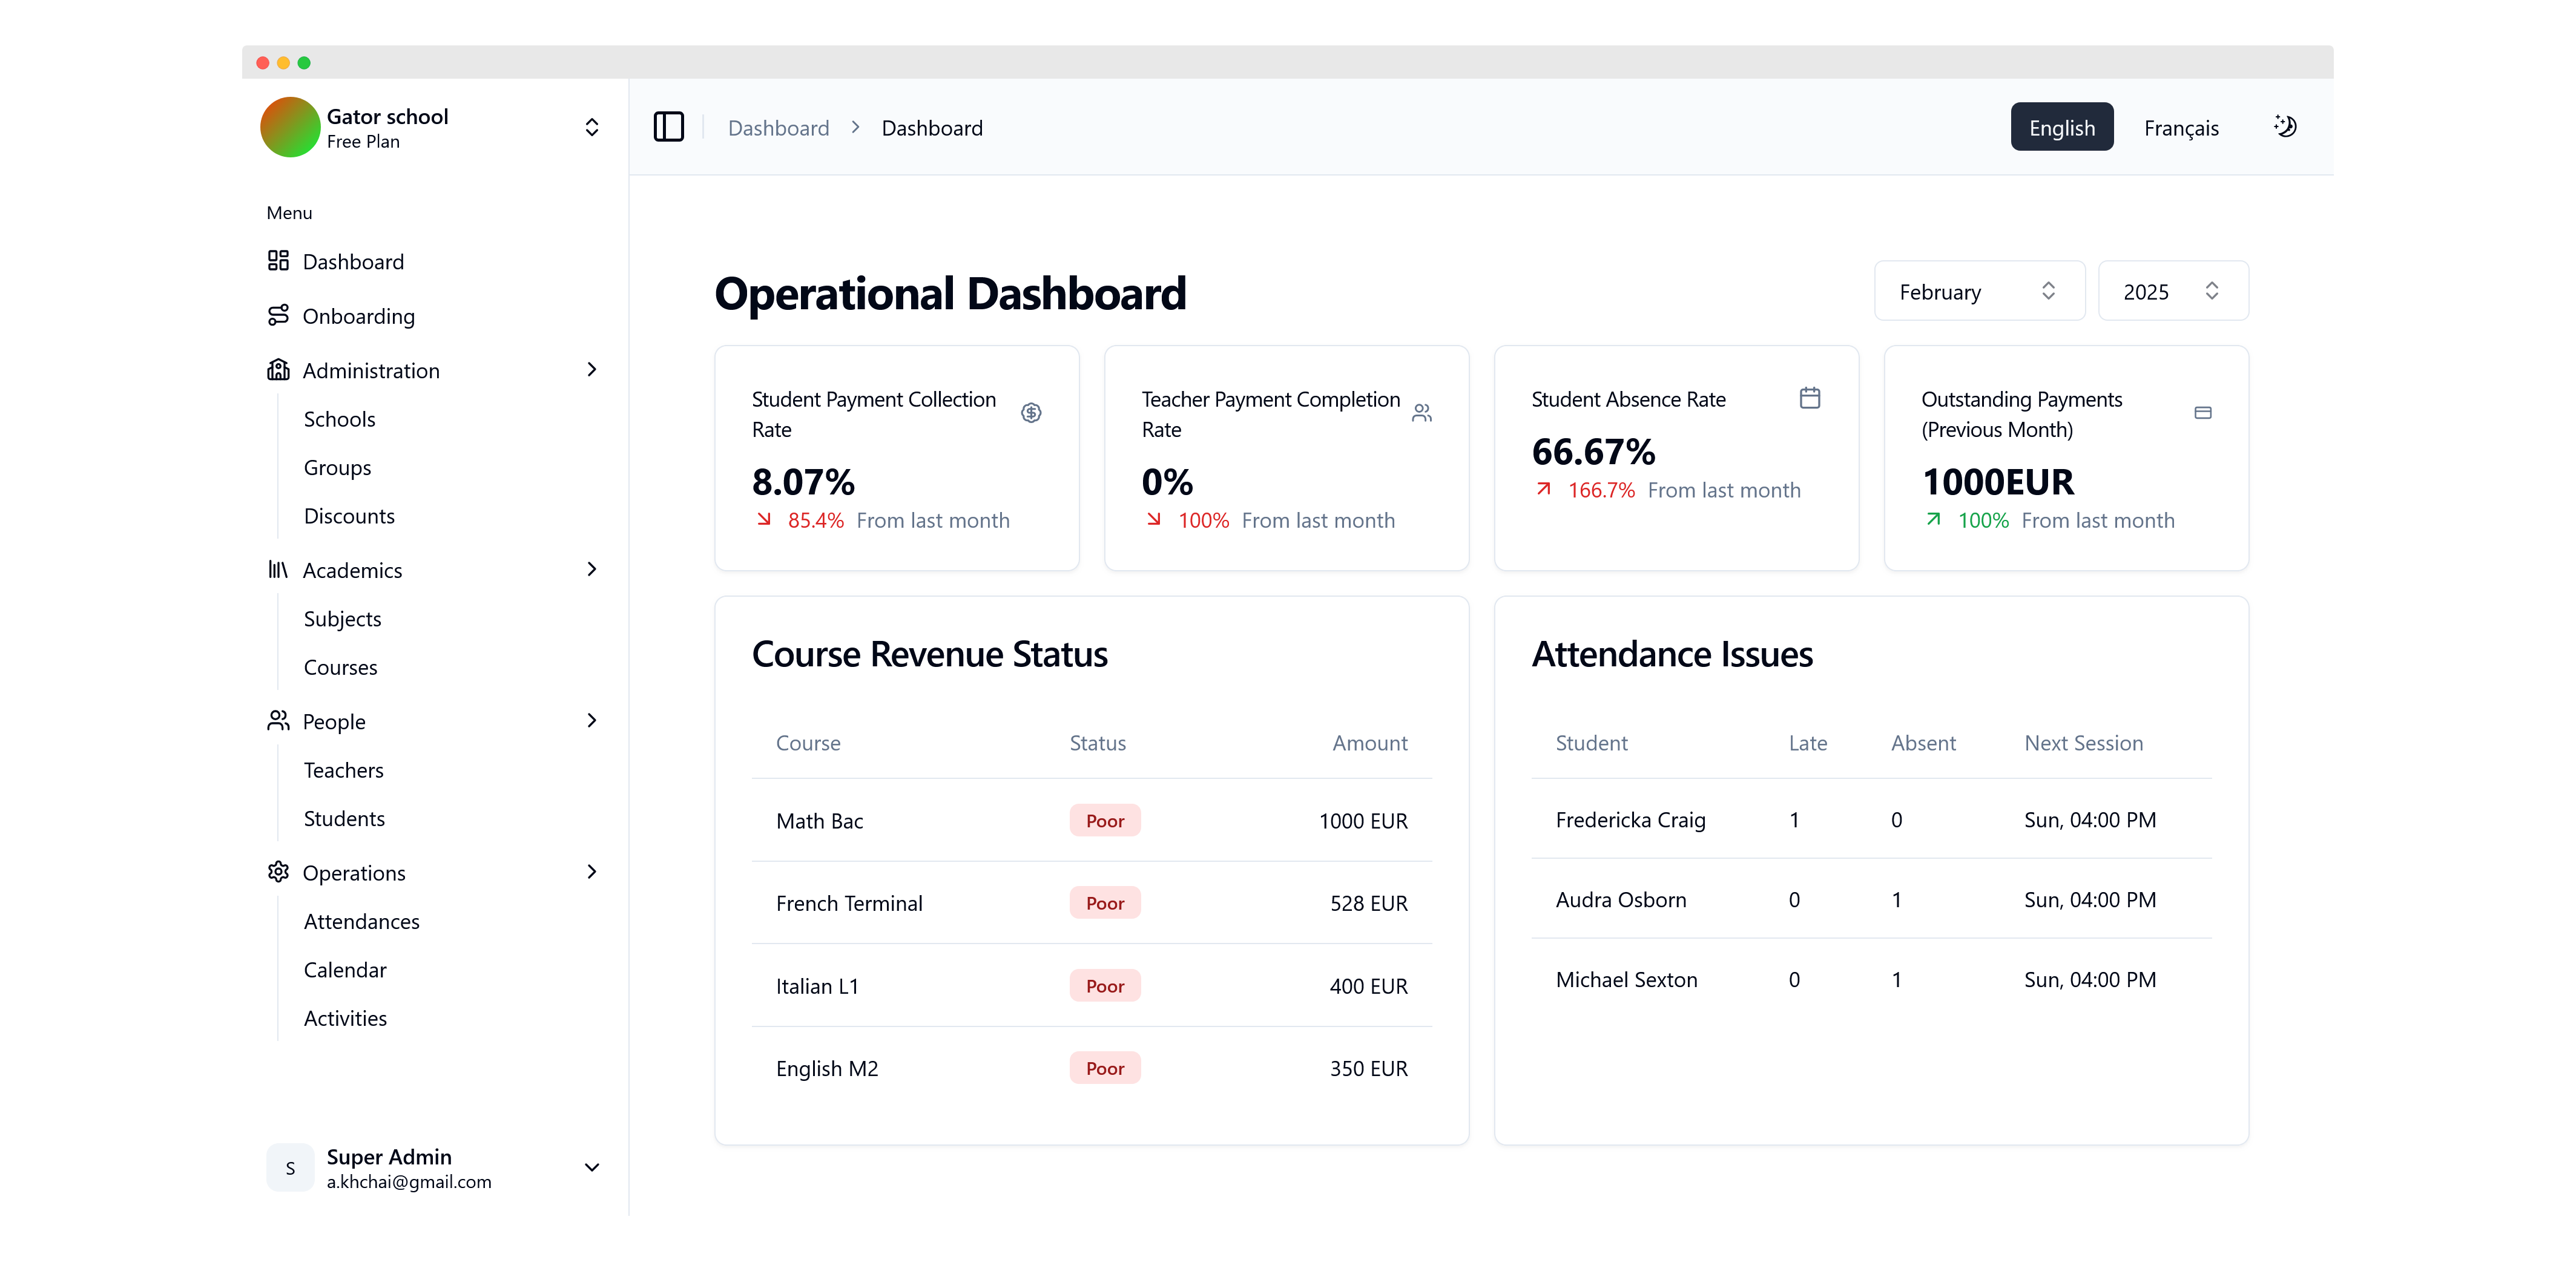 Gator school
Free Plan
Menu
Dashboard
Onboarding
Administration
Schools
Groups
Discounts
Academics
Subjects
Courses
People
Teachers
Students
Operations
Attendances
Calendar
Activities
S
Super Admin
a.khchai@gmail.com
Dashboard > Dashboard
English
Français
Operational Dashboard
February
2025
Student Payment Collection
Rate
8.07%
85.4% From last month
Teacher Payment Completion
Rate
0%
100% From last month
Student Absence Rate
66.67%
166.7% From last month
Outstanding Payments
(Previous Month)
1000EUR
100% From last month
Course Revenue Status
Course Status Amount
Math Bac Poor 1000 EUR
French Terminal Poor 528 EUR
Italian L1 Poor 400 EUR
English M2 Poor 350 EUR
Attendance Issues
Student Late Absent Next Session
Fredericka Craig 1 0 Sun, 04:00 PM
Audra Osborn 0 1 Sun, 04:00 PM
Michael Sexton 0 1 Sun, 04:00 PM